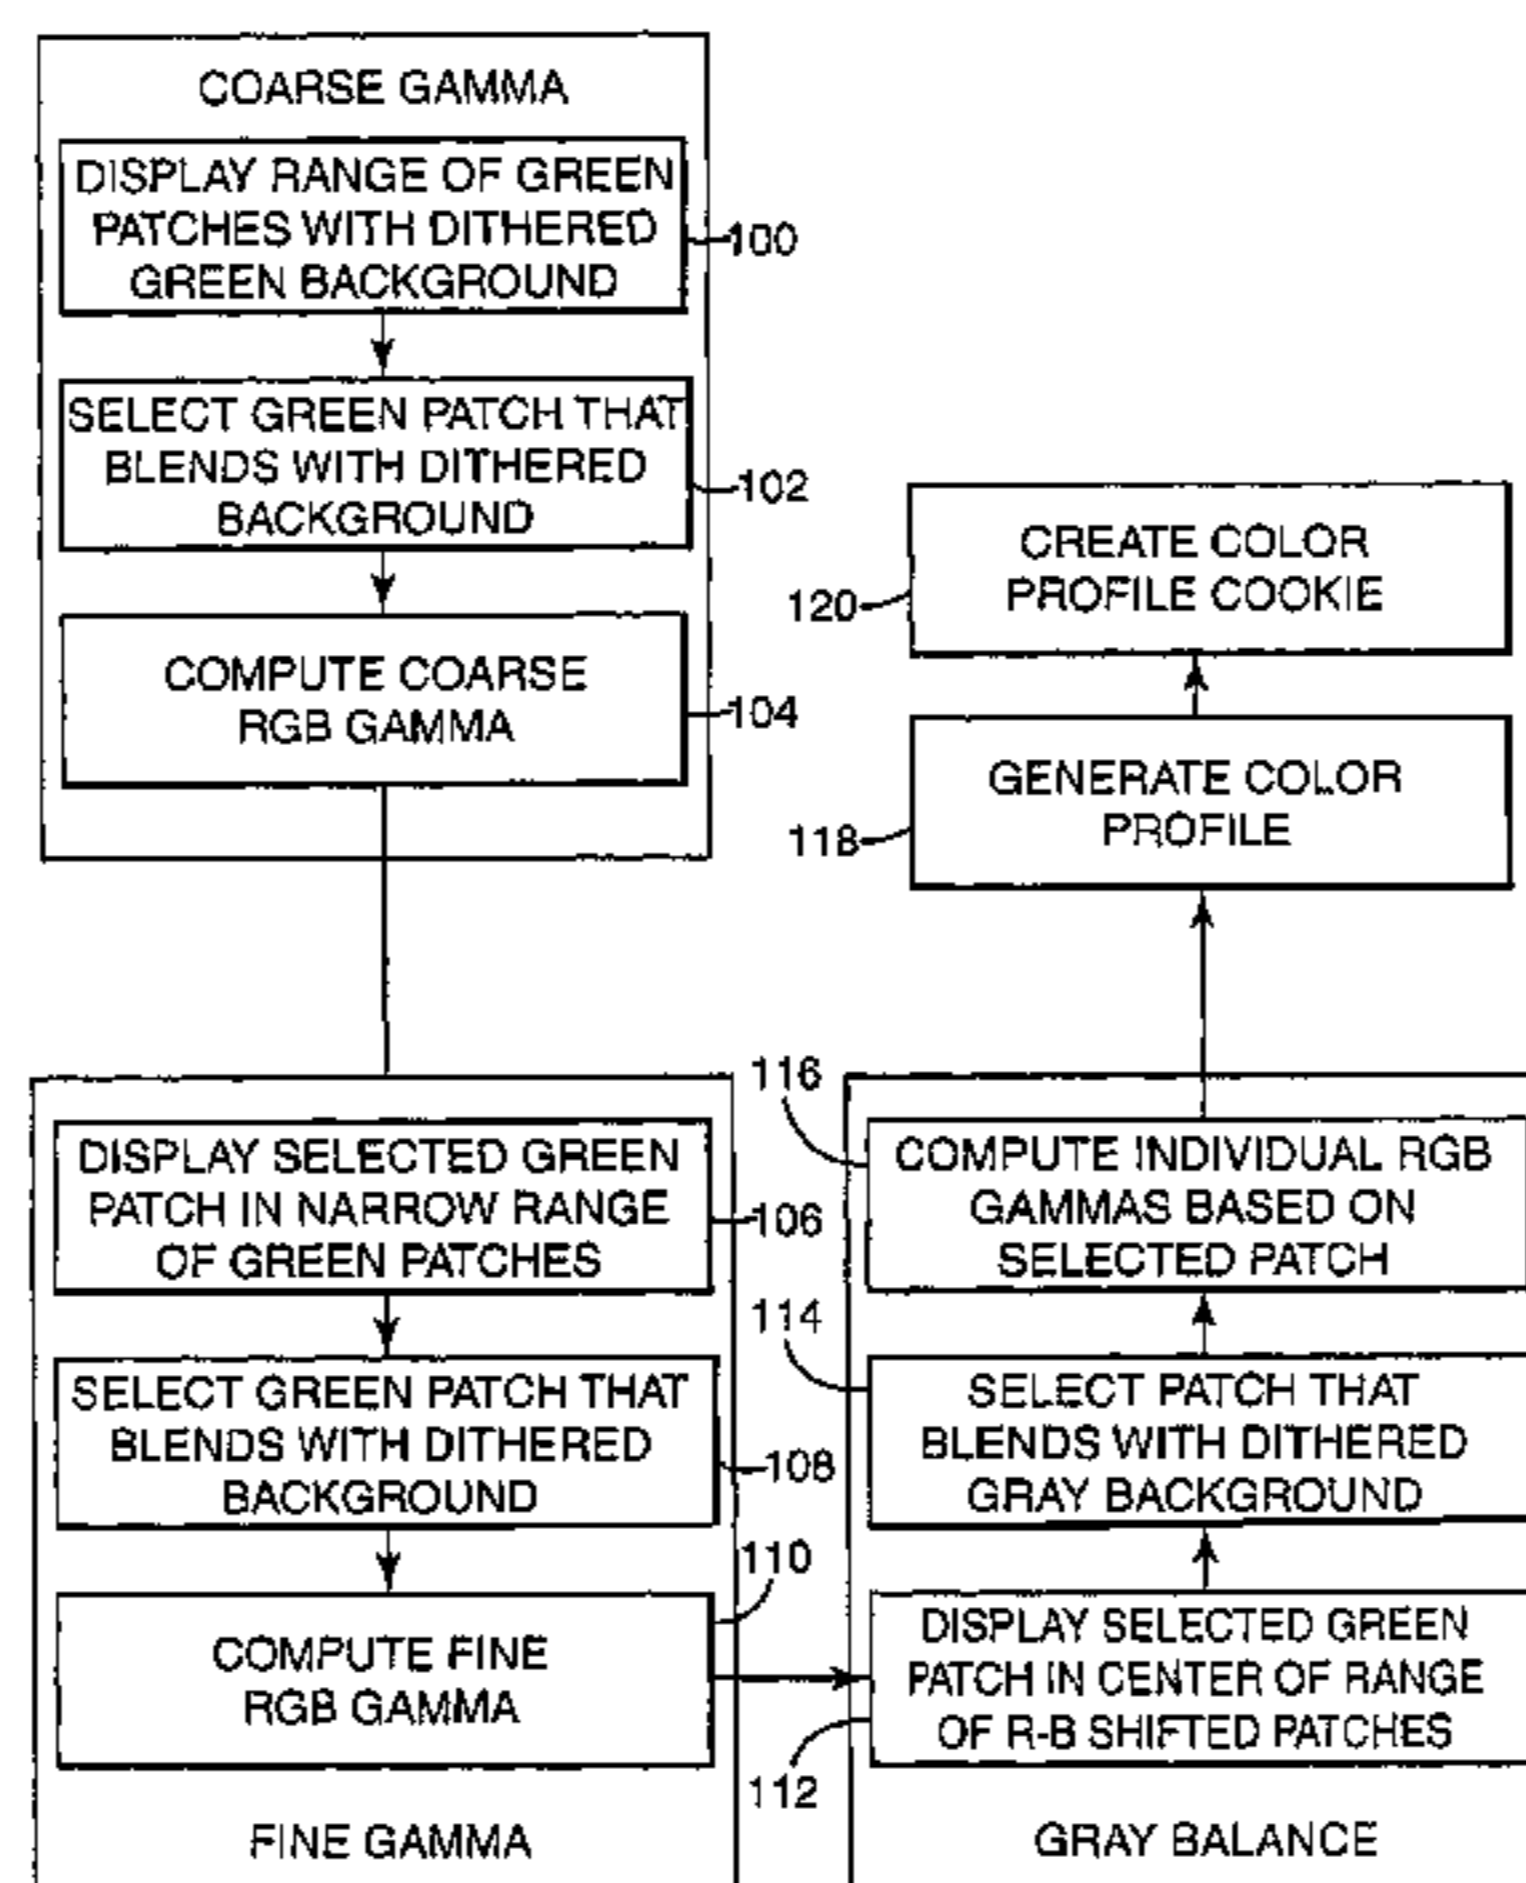 COARSE GAMMA
DISPLAY RANGE OF GREEN
PATCHES WITH DITHERED
GREEN BACKGROUND
100
SELECT GREEN PATCH THAT
BLENDS WITH DITHERED
BACKGROUND
102
COMPUTE COARSE
RGB GAMMA
104
DISPLAY SELECTED GREEN
PATCH IN NARROW RANGE
OF GREEN PATCHES
106
SELECT GREEN PATCH THAT
BLENDS WITH DITHERED
BACKGROUND
108
COMPUTE FINE
RGB GAMMA
110
FINE GAMMA
DISPLAY SELECTED GREEN
PATCH IN CENTER OF RANGE
OF R-B SHIFTED PATCHES
112
SELECT PATCH THAT
BLENDS WITH DITHERED
GRAY BACKGROUND
114
COMPUTE INDIVIDUAL RGB
GAMMAS BASED ON
SELECTED PATCH
116
GRAY BALANCE
GENERATE COLOR
PROFILE
118
CREATE COLOR
PROFILE COOKIE
120